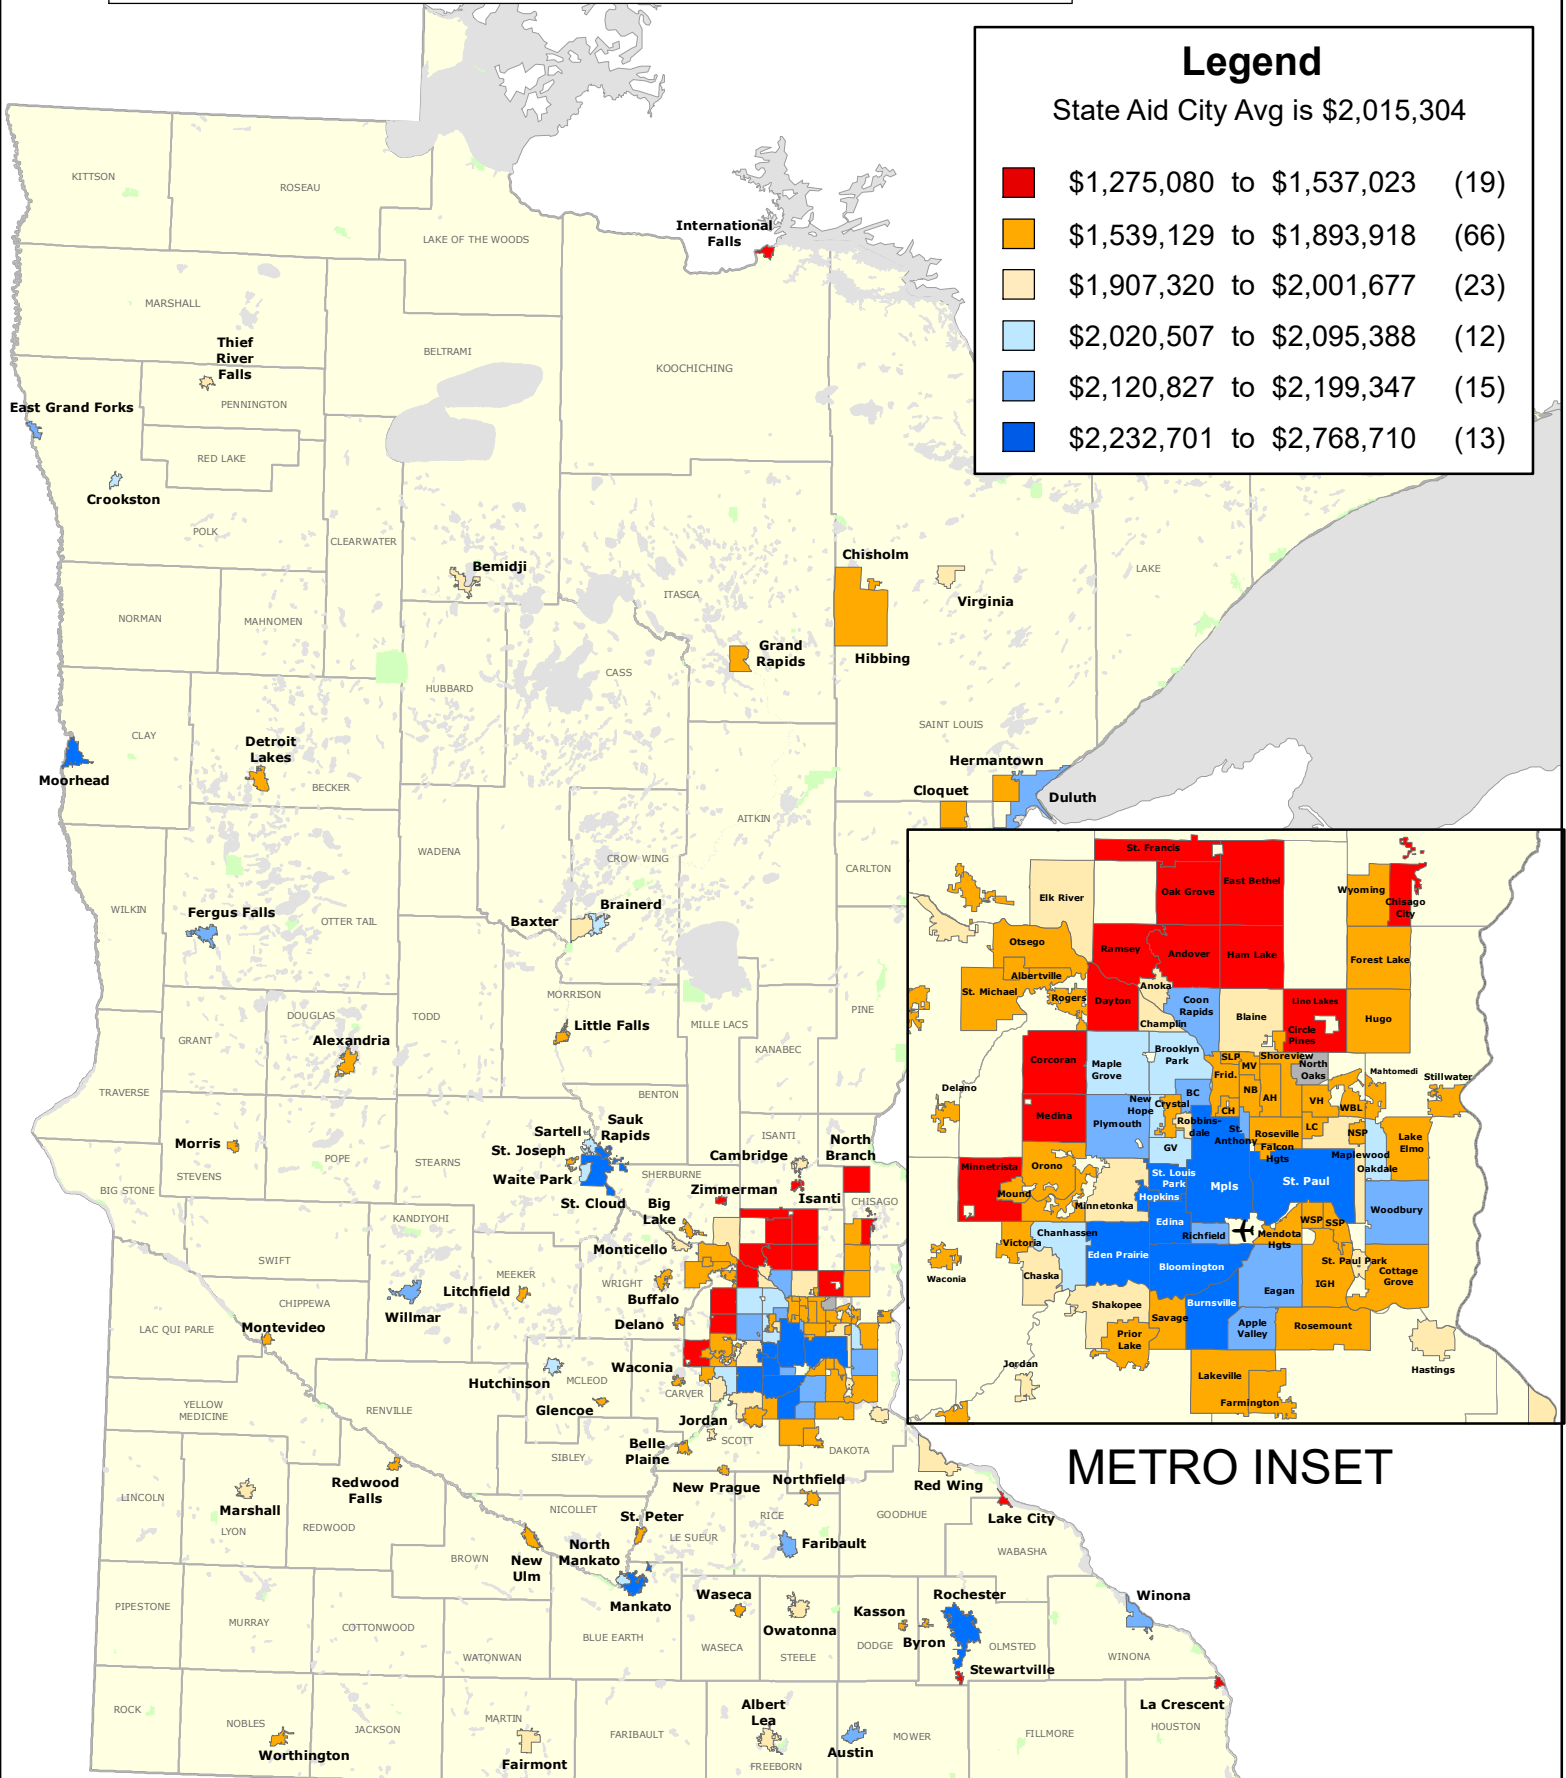 Legend
State Aid City Avg is $2,015,304
$1,275,080 to $1,537,023 (19)
$1,539,129 to $1,893,918 (66)
$1,907,320 to $2,001,677 (23)
$2,020,507 to $2,095,388 (12)
$2,120,827 to $2,199,347 (15)
$2,232,701 to $2,768,710 (13)
KITTSON
ROSEAU
LAKE OF THE WOODS
International
Falls
MARSHALL
Thief
River
Falls
BELTRAMI
KOOCHICHING
PENNINGTON
East Grand Forks
RED LAKE
Crookston
POLK
CLEARWATER
Bemidji
ITASCA
Chisholm
Virginia
LAKE
NORMAN
MAHNOMEN
Grand
Rapids
Hibbing
HUBBARD
CASS
SAINT LOUIS
CLAY
Moorhead
Detroit
Lakes
BECKER
Hermantown
Cloquet
Duluth
WADENA
CROW WING
AITKIN
CARLTON
WILKIN
Fergus Falls
OTTER TAIL
Baxter
Brainerd
MORRISON
Little Falls
MILLE LACS
PINE
KANABEC
GRANT
DOUGLAS
Alexandria
TODD
TRAVERSE
BENTON
Sauk
Rapids
Sartell
St. Joseph
Waite Park
St. Cloud
ISANTI
Cambridge
North
Branch
Morris
STEVENS
POPE
STEARNS
BIG STONE
SHERBURNE
Zimmerman
Isanti
CHISAGO
Big
Lake
Monticello
KANDIYOHI
SWIFT
MEEKER
WRIGHT
Buffalo
Litchfield
Willmar
CHIPPEWA
LAC QUI PARLE
Montevideo
Delano
Waconia
Hutchinson
MCLEOD
CARVER
Glencoe
YELLOW
MEDICINE
RENVILLE
Jordan
SCOTT
Belle
Plaine
DAKOTA
SIBLEY
New Prague
Northfield
Red Wing
Lake City
LINCOLN
Marshall
LYON
Redwood
Falls
REDWOOD
NICOLLET
St. Peter
LE SUEUR
RICE
GOODHUE
Faribault
WABASHA
BROWN
New
Ulm
North
Mankato
Mankato
Waseca
Owatonna
Kasson
Byron
Rochester
Winona
PIPESTONE
MURRAY
COTTONWOOD
WATONWAN
BLUE EARTH
WASECA
STEELE
DODGE
OLMSTED
Stewartville
WINONA
La Crescent
ROCK
NOBLES
Worthington
JACKSON
MARTIN
Fairmont
FARIBAULT
Albert
Lea
FREEBORN
Austin
MOWER
FILLMORE
HOUSTON
St. Francis
Elk River
Oak Grove
East Bethel
Wyoming
Chisago
City
Otsego
Albertville
St. Michael
Rogers
Ramsey
Andover
Ham Lake
Forest Lake
Dayton
Anoka
Champlin
Coon
Rapids
Blaine
Lino Lakes
Circle
Pines
Hugo
Corcoran
Maple
Grove
Brooklyn
Park
SLP
MV
Shoreview
North
Oaks
Frid.
NB
AH
Mahtomedi
Stillwater
Delano
Medina
Plymouth
New
Hope
Crystal
BC
Robbins-
dale
CH
St.
Anthony
VH
WBL
LC
NSP
Roseville
Falcon
Hgts
Maplewood
Oakdale
Lake
Elmo
GV
Minnetrista
Orono
Mound
Minnetonka
St. Louis
Park
Hopkins
Mpls
St. Paul
Edina
Richfield
WSP
SSP
Mendota
Hgts
Woodbury
Victoria
Chanhassen
Eden Prairie
Bloomington
St. Paul Park
Waconia
Chaska
Eagan
IGH
Cottage
Grove
Shakopee
Savage
Burnsville
Prior
Lake
Apple
Valley
Rosemount
Hastings
Jordan
Lakeville
Farmington
METRO INSET